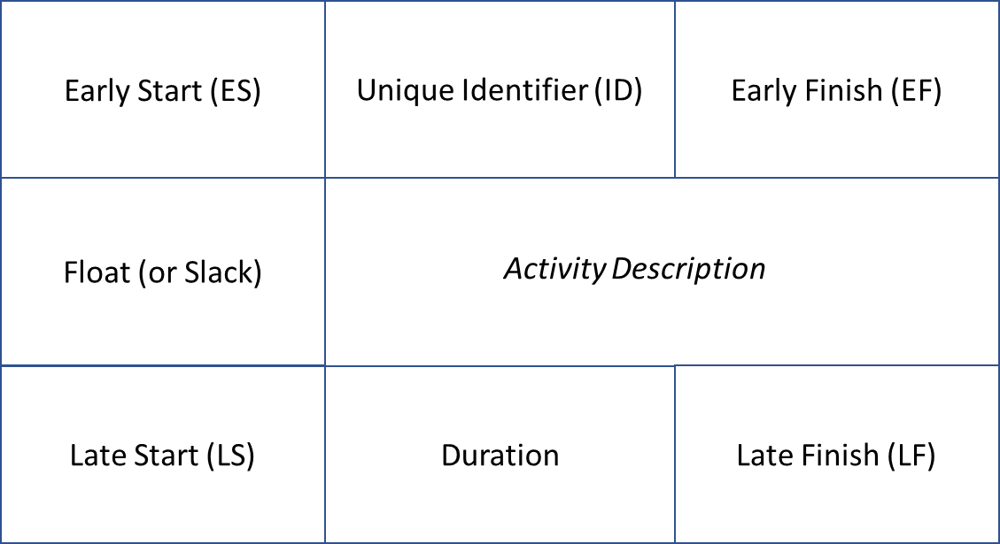 Early Start (ES)
Unique Identifier (ID)
Early Finish (EF)
Float (or Slack)
Activity Description
Late Start (LS)
Duration
Late Finish (LF)